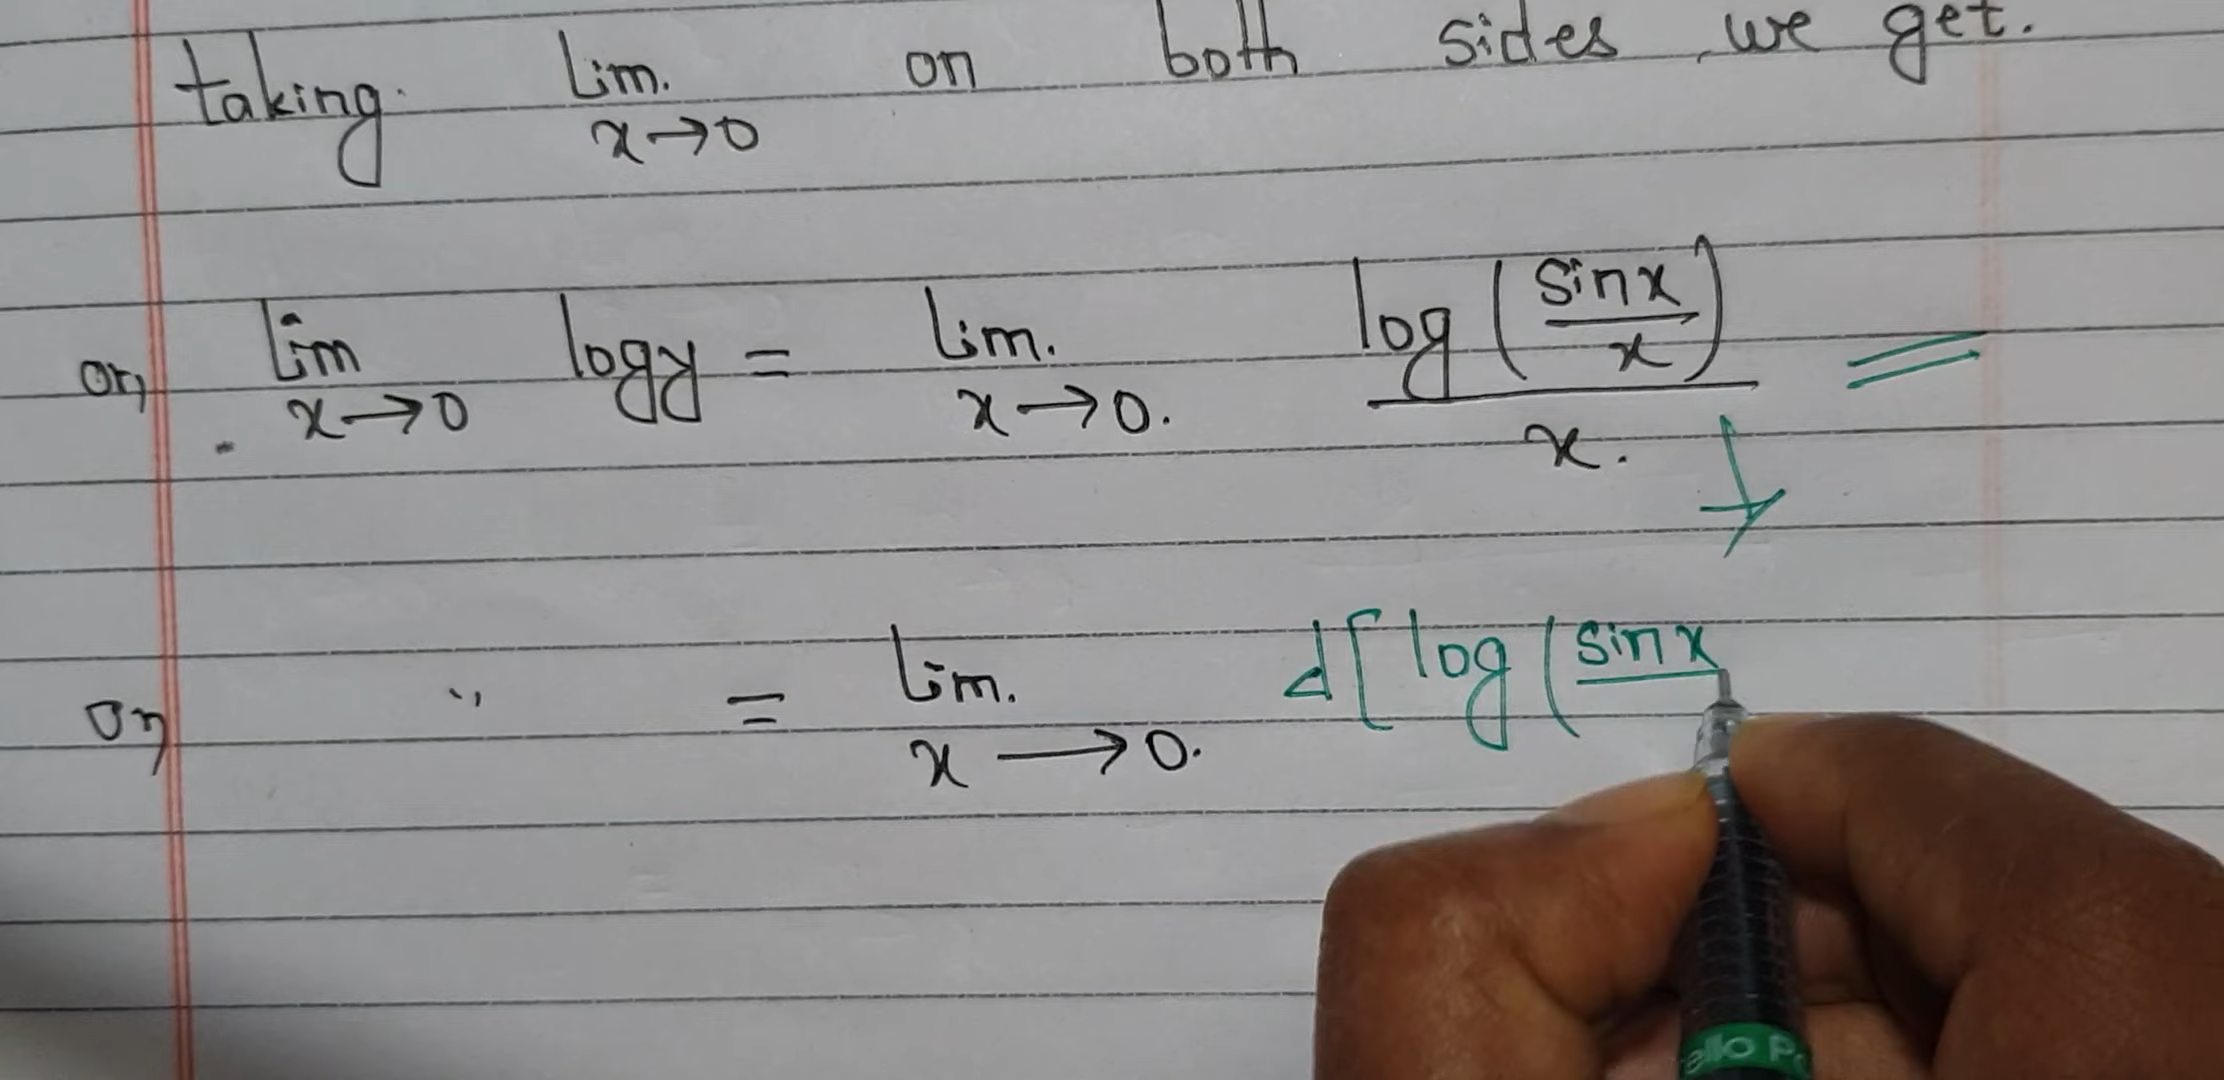 taking. Lim. x→0 on both sides, we get.
or, Lim x→0 logy = Lim. x→0. log(sinx/x)/x. =
or " = Lim. x→0. d[log(sinx
ello P